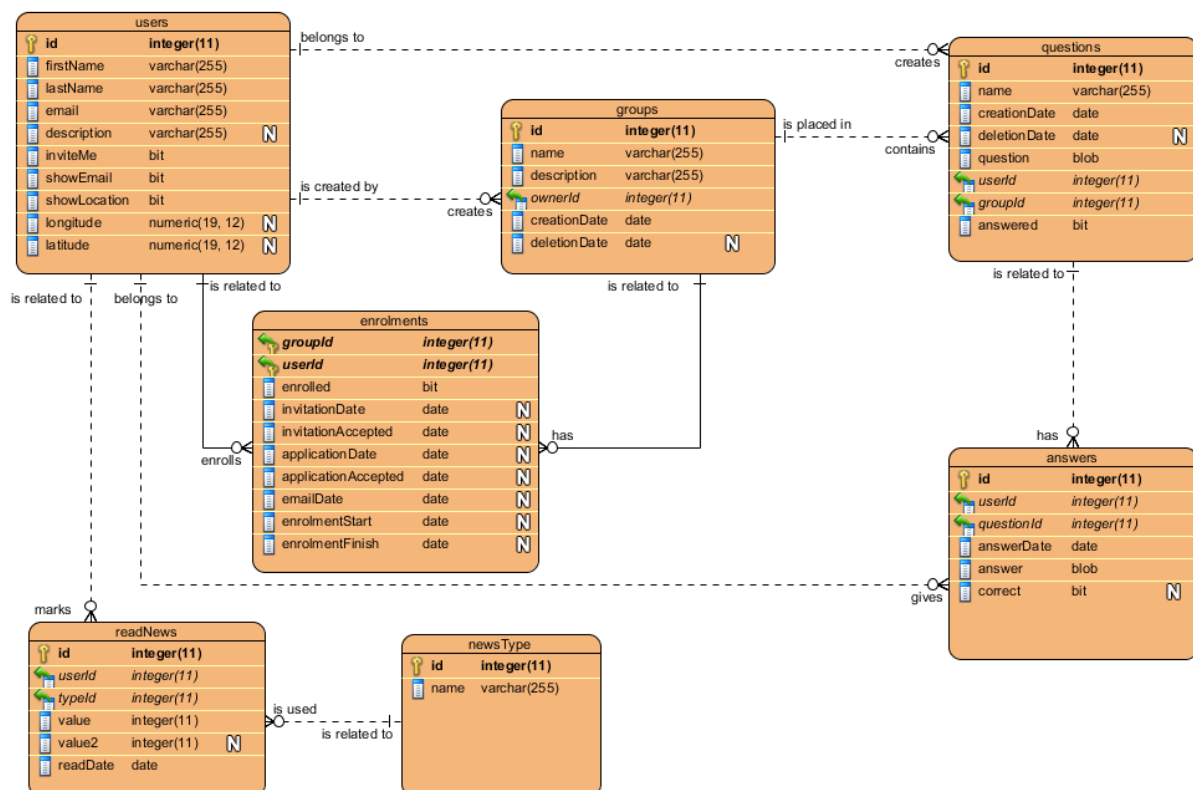 users
id integer(11)
firstName varchar(255)
lastName varchar(255)
email varchar(255)
description varchar(255) N
inviteMe bit
showEmail bit
showLocation bit
longitude numeric(19, 12) N
latitude numeric(19, 12) N
belongs to
creates
questions
id integer(11)
name varchar(255)
creationDate date
deletionDate date N
question blob
userId integer(11)
groupId integer(11)
answered bit
groups
id integer(11)
name varchar(255)
description varchar(255)
ownerId integer(11)
creationDate date
deletionDate date N
is placed in
contains
is created by
creates
is related to
belongs to
is related to
is related to
is related to
enrolments
groupId integer(11)
userId integer(11)
enrolled bit
invitationDate date N
invitationAccepted date N
applicationDate date N
applicationAccepted date N
emailDate date N
enrolmentStart date N
enrolmentFinish date N
enrolls
has
has
answers
id integer(11)
userId integer(11)
questionId integer(11)
answerDate date
answer blob
correct bit N
gives
marks
readNews
id integer(11)
userId integer(11)
typeId integer(11)
value integer(11)
value2 integer(11) N
readDate date
is used
is related to
newsType
id integer(11)
name varchar(255)